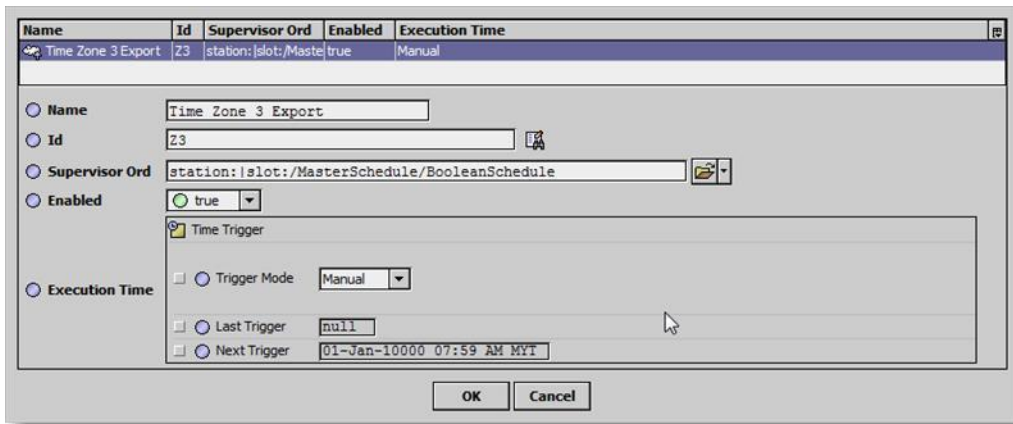 Name Id Supervisor Ord Enabled Execution Time
Time Zone 3 Export Z3 station:|slot:/Maste true Manual
Name Time Zone 3 Export
Id Z3
Supervisor Ord station:|slot:/MasterSchedule/BooleanSchedule
Enabled true
Time Trigger
Trigger Mode Manual
Execution Time
Last Trigger null
Next Trigger 01-Jan-10000 07:59 AM MYT
OK Cancel